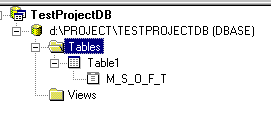 TestProjectDB
d:\PROJECT\TESTPROJECTDB (DBASE)
Tables
Table1
M_S_O_F_T
Views